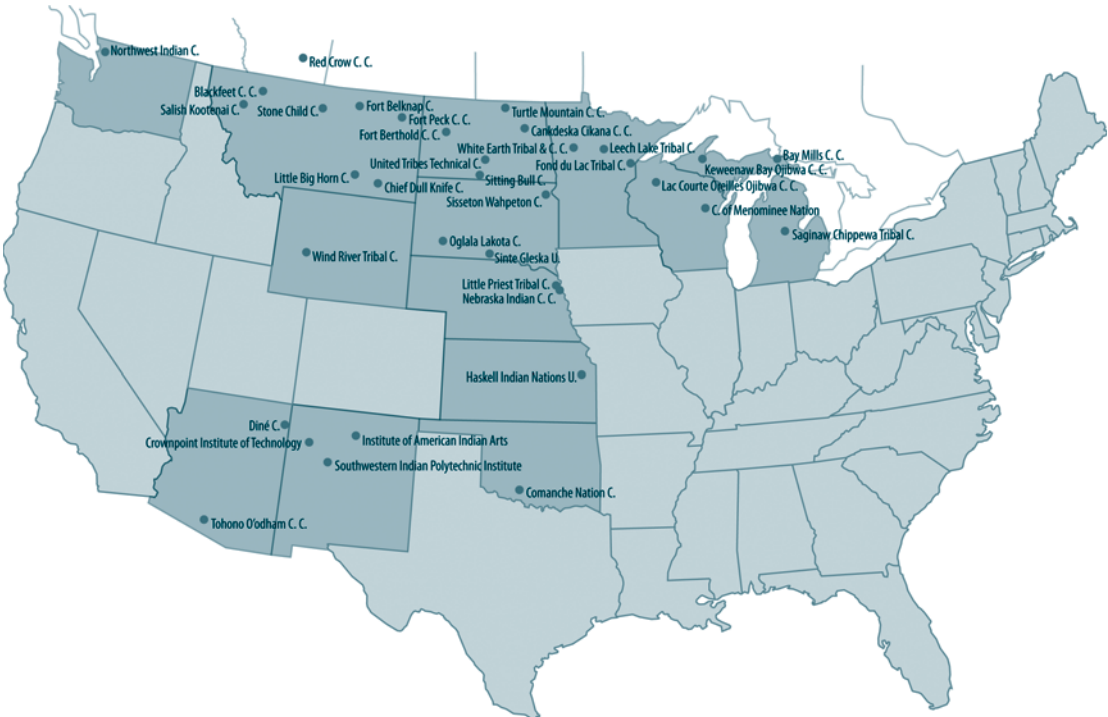 Northwest Indian C.
Red Crow C. C.
Blackfeet C. C.
Salish Kootenai C.
Stone Child C.
Fort Belknap C.
Fort Peck C. C.
Fort Berthold C. C.
Turtle Mountain C. C.
Cankdeska Cikana C. C.
White Earth Tribal & C. C.
Leech Lake Tribal C.
United Tribes Technical C.
Fond du Lac Tribal C.
Bay Mills C. C.
Keweenaw Bay Ojibwa C. C.
Little Big Horn C.
Chief Dull Knife C.
Sitting Bull C.
Lac Courte Oreilles Ojibwa C. C.
Sisseton Wahpeton C.
C. of Menominee Nation
Saginaw Chippewa Tribal C.
Oglala Lakota C.
Wind River Tribal C.
Sinte Gleska U.
Little Priest Tribal C.
Nebraska Indian C. C.
Haskell Indian Nations U.
Diné C.
Crownpoint Institute of Technology
Institute of American Indian Arts
Southwestern Indian Polytechnic Institute
Comanche Nation C.
Tohono O'odham C. C.